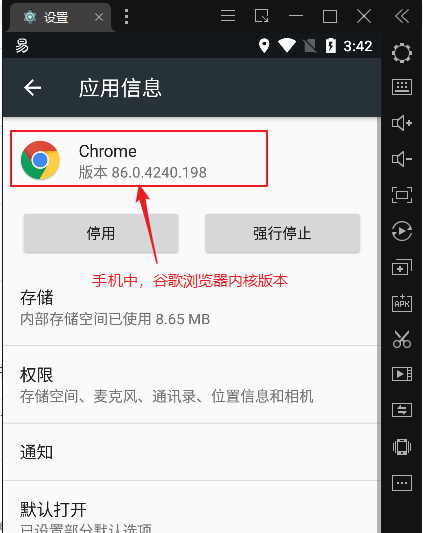 设置
易
3:42
应用信息
Chrome
版本 86.0.4240.198
停用
强行停止
手机中，谷歌浏览器内核版本
存储
内部存储空间已使用 8.65 MB
权限
存储空间、麦克风、通讯录、位置信息和相机
通知
默认打开
已设置部分默认选项
APK